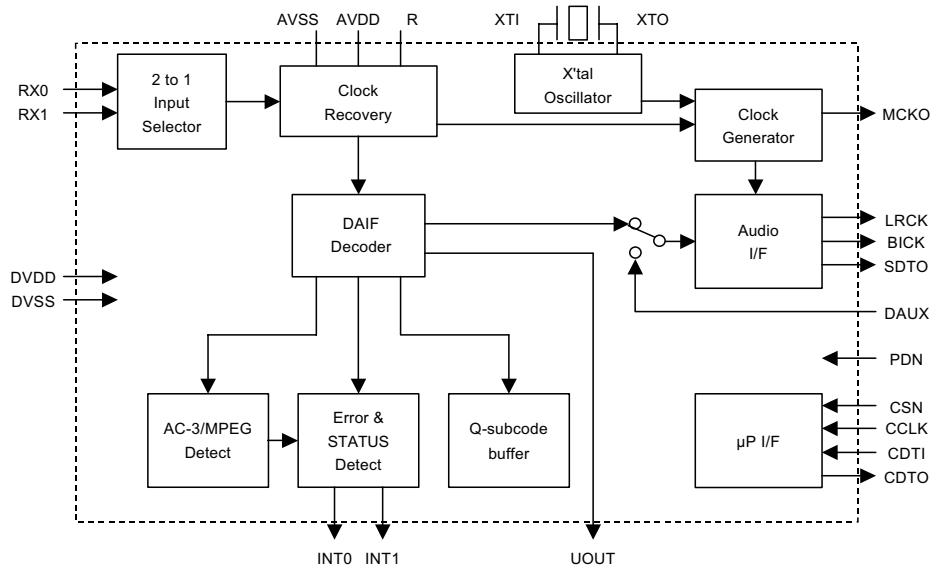 AVSS AVDD R XTI XTO
RX0
RX1
2 to 1
Input
Selector
Clock
Recovery
X'tal
Oscillator
Clock
Generator
MCKO
DAIF
Decoder
Audio
I/F
LRCK
BICK
SDTO
DVDD
DVSS
DAUX
PDN
AC-3/MPEG
Detect
Error &
STATUS
Detect
Q-subcode
buffer
µP I/F
CSN
CCLK
CDTI
CDTO
INT0 INT1 UOUT